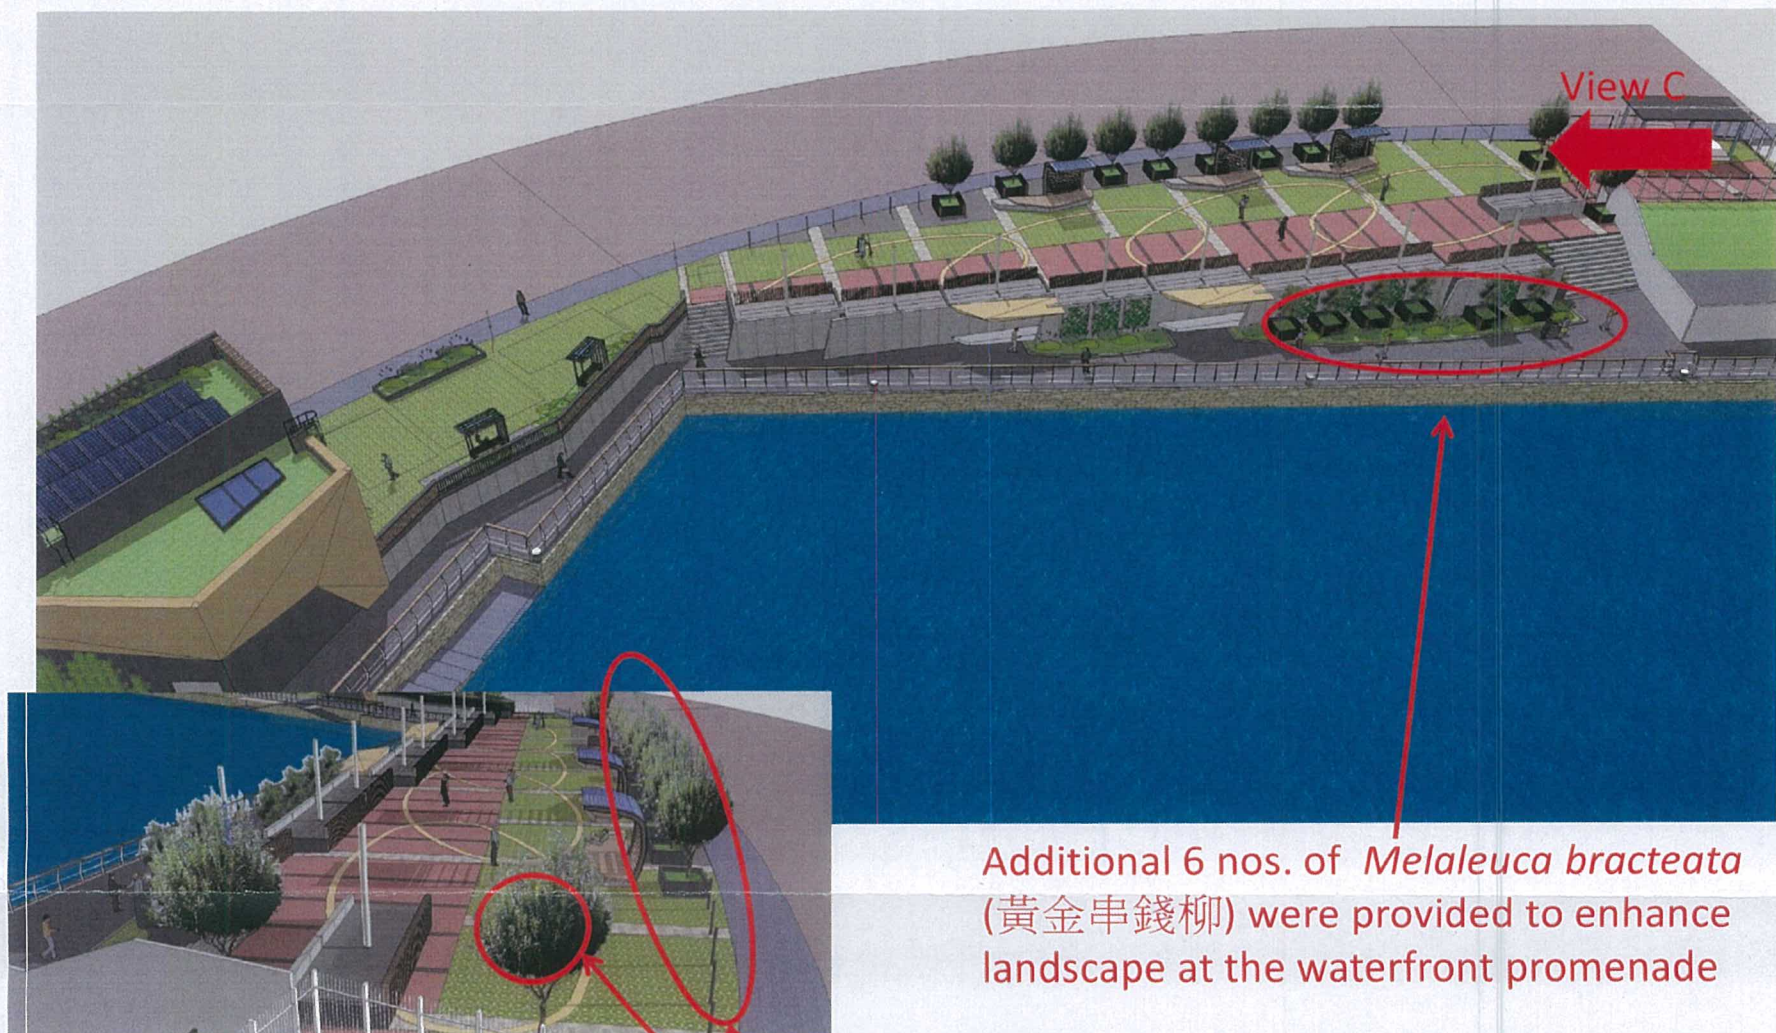 View C
Additional 6 nos. of Melaleuca bracteata
(黃金串錢柳) were provided to enhance
landscape at the waterfront promenade